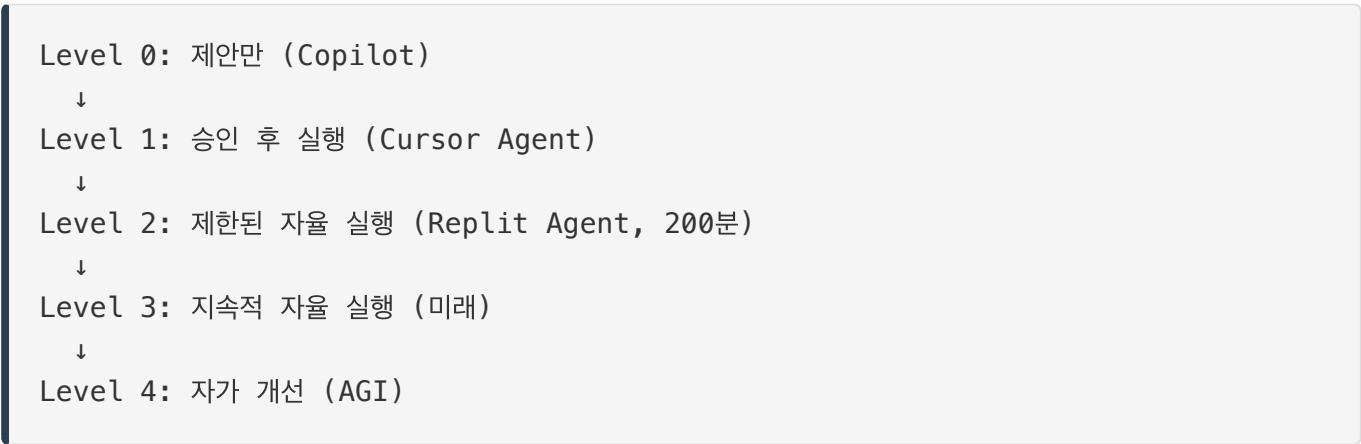 Level 0: 제안만 (Copilot)
↓
Level 1: 승인 후 실행 (Cursor Agent)
↓
Level 2: 제한된 자율 실행 (Replit Agent, 200분)
↓
Level 3: 지속적 자율 실행 (미래)
↓
Level 4: 자가 개선 (AGI)